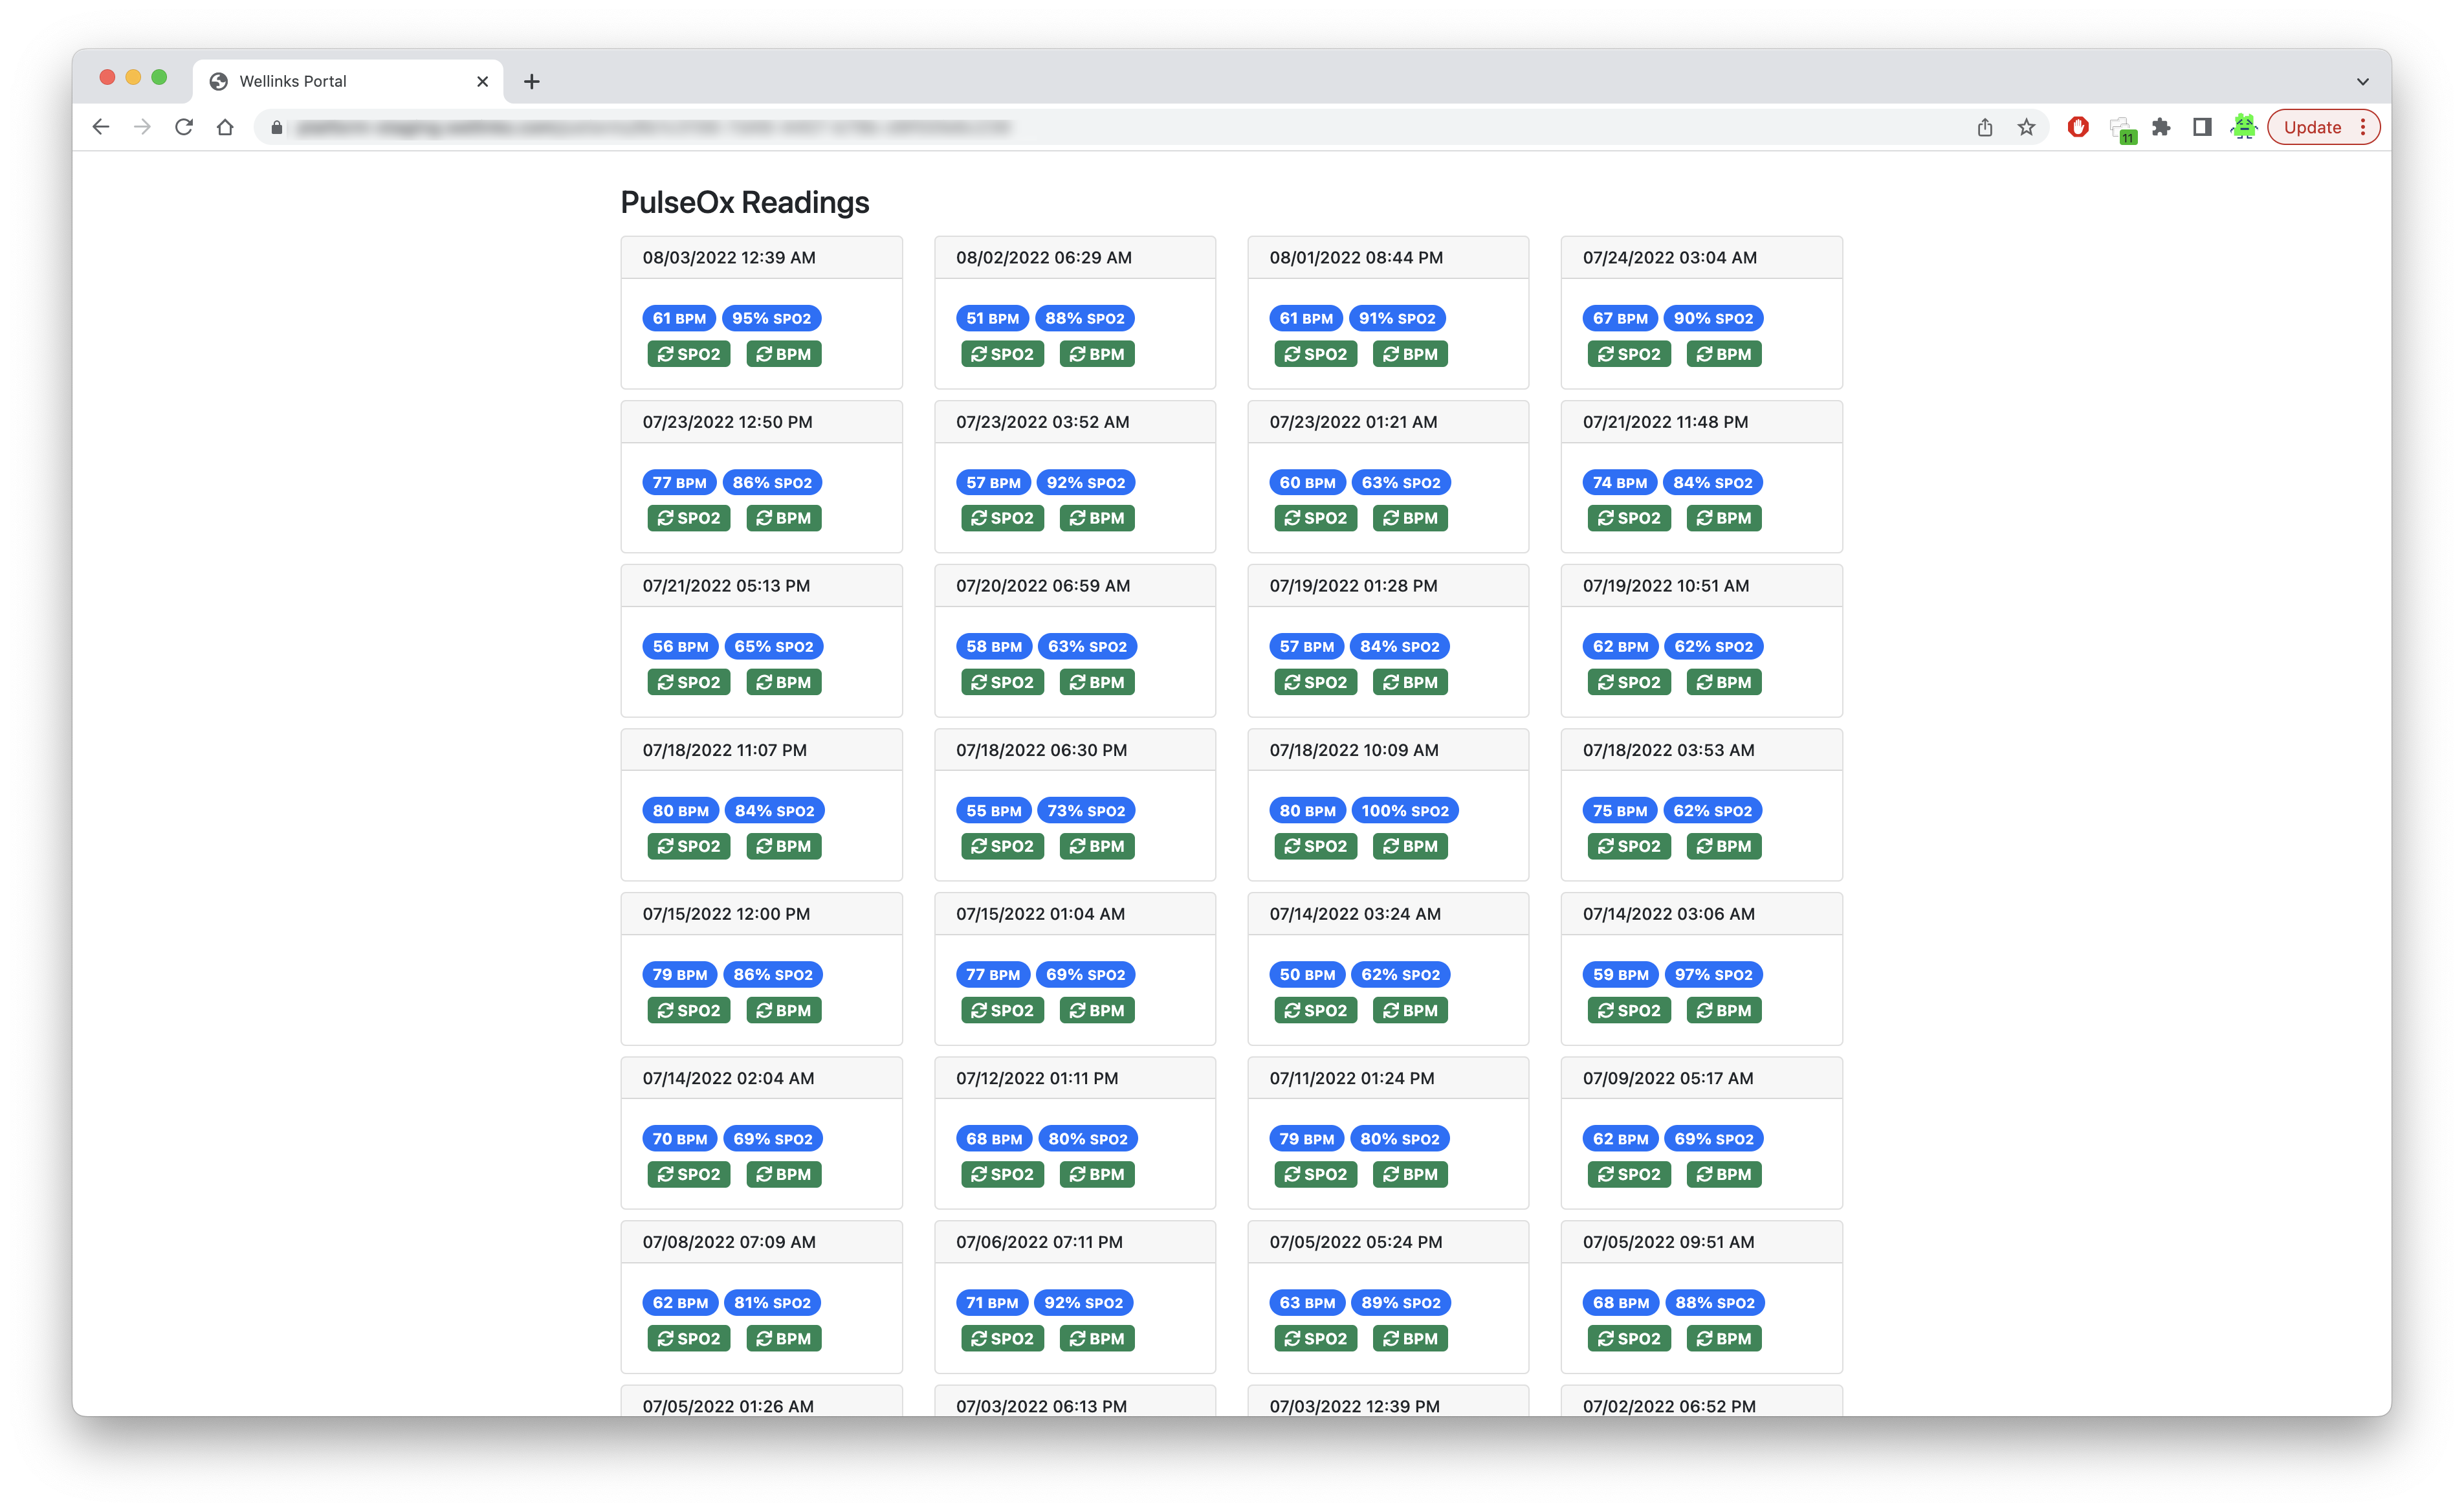 Wellinks Portal
Update
11
PulseOx Readings
08/03/2022 12:39 AM 08/02/2022 06:29 AM 08/01/2022 08:44 PM 07/24/2022 03:04 AM
61 BPM 95% SPO2 51 BPM 88% SPO2 61 BPM 91% SPO2 67 BPM 90% SPO2
SPO2 BPM SPO2 BPM SPO2 BPM SPO2 BPM
07/23/2022 12:50 PM 07/23/2022 03:52 AM 07/23/2022 01:21 AM 07/21/2022 11:48 PM
77 BPM 86% SPO2 57 BPM 92% SPO2 60 BPM 63% SPO2 74 BPM 84% SPO2
SPO2 BPM SPO2 BPM SPO2 BPM SPO2 BPM
07/21/2022 05:13 PM 07/20/2022 06:59 AM 07/19/2022 01:28 PM 07/19/2022 10:51 AM
56 BPM 65% SPO2 58 BPM 63% SPO2 57 BPM 84% SPO2 62 BPM 62% SPO2
SPO2 BPM SPO2 BPM SPO2 BPM SPO2 BPM
07/18/2022 11:07 PM 07/18/2022 06:30 PM 07/18/2022 10:09 AM 07/18/2022 03:53 AM
80 BPM 84% SPO2 55 BPM 73% SPO2 80 BPM 100% SPO2 75 BPM 62% SPO2
SPO2 BPM SPO2 BPM SPO2 BPM SPO2 BPM
07/15/2022 12:00 PM 07/15/2022 01:04 AM 07/14/2022 03:24 AM 07/14/2022 03:06 AM
79 BPM 86% SPO2 77 BPM 69% SPO2 50 BPM 62% SPO2 59 BPM 97% SPO2
SPO2 BPM SPO2 BPM SPO2 BPM SPO2 BPM
07/14/2022 02:04 AM 07/12/2022 01:11 PM 07/11/2022 01:24 PM 07/09/2022 05:17 AM
70 BPM 69% SPO2 68 BPM 80% SPO2 79 BPM 80% SPO2 62 BPM 69% SPO2
SPO2 BPM SPO2 BPM SPO2 BPM SPO2 BPM
07/08/2022 07:09 AM 07/06/2022 07:11 PM 07/05/2022 05:24 PM 07/05/2022 09:51 AM
62 BPM 81% SPO2 71 BPM 92% SPO2 63 BPM 89% SPO2 68 BPM 88% SPO2
SPO2 BPM SPO2 BPM SPO2 BPM SPO2 BPM
07/05/2022 01:26 AM 07/03/2022 06:13 PM 07/03/2022 12:39 PM 07/02/2022 06:52 PM